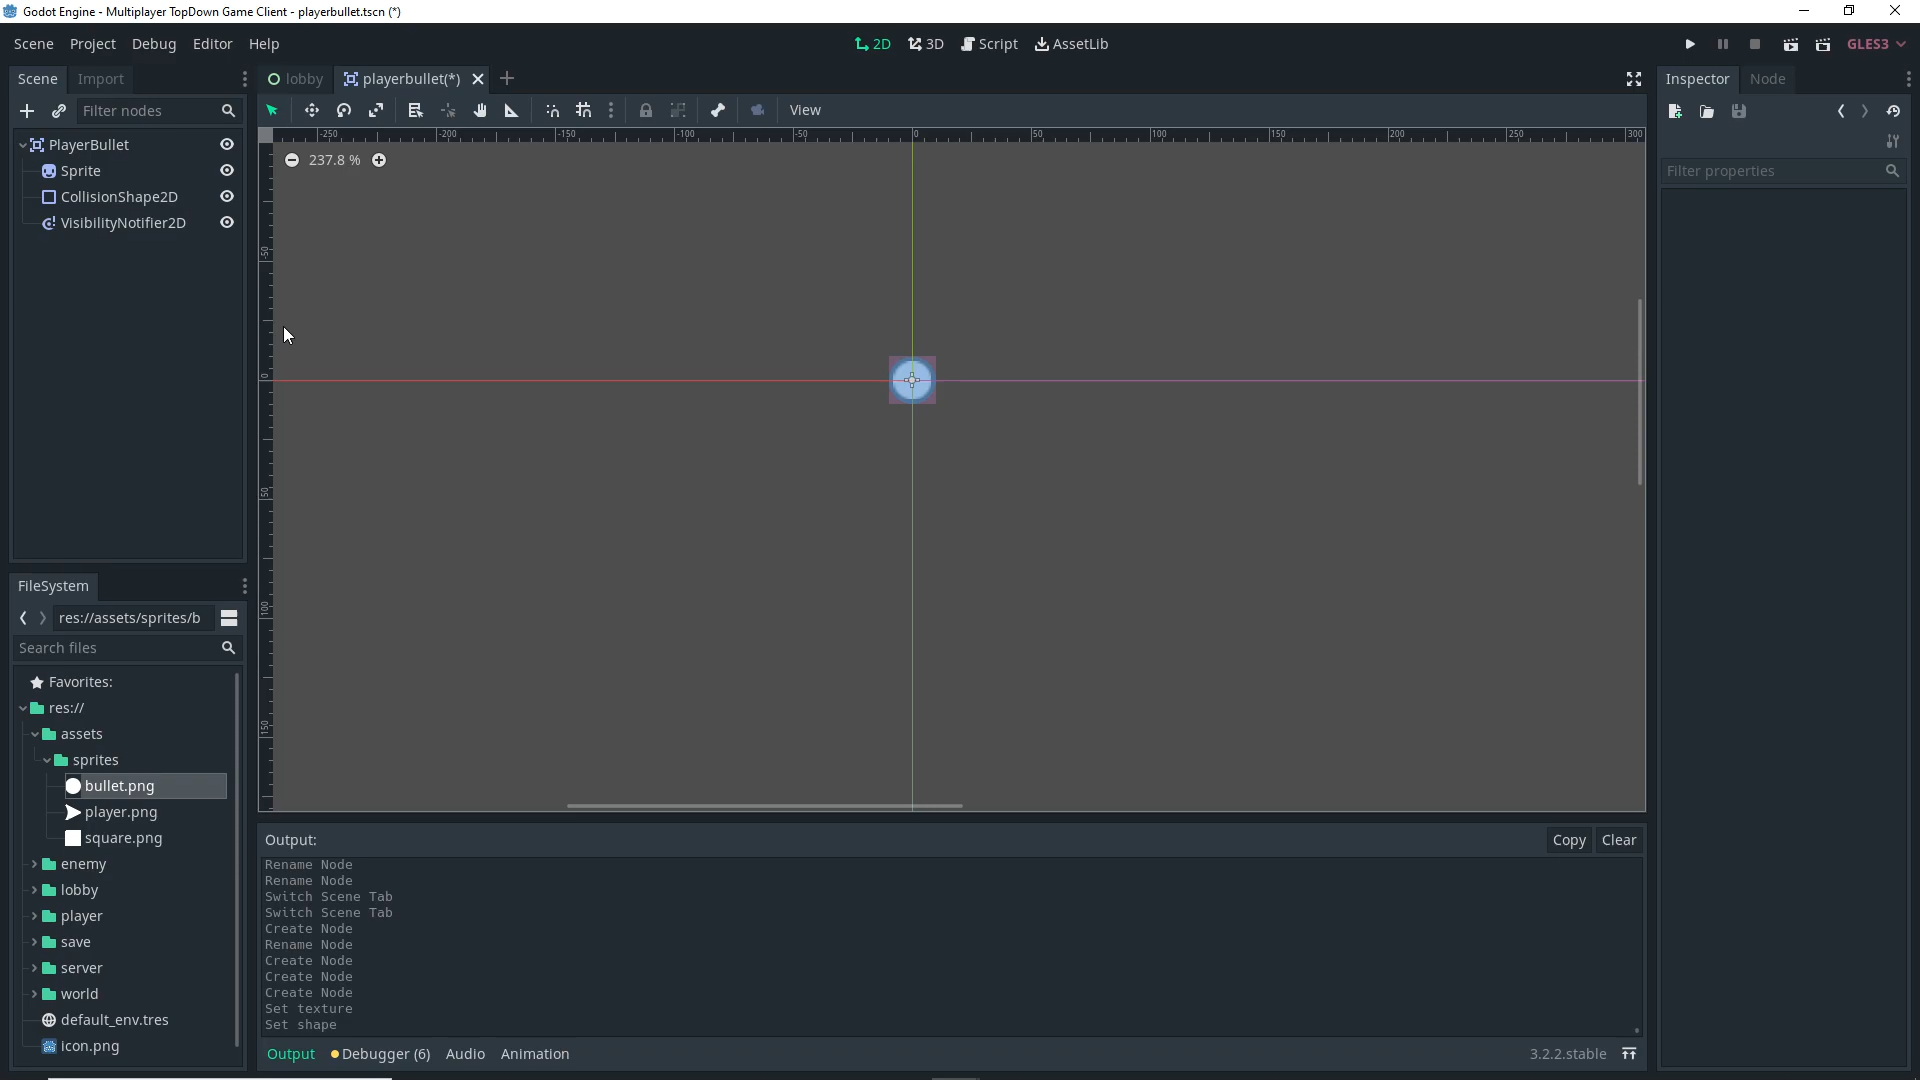 Godot Engine - Multiplayer TopDown Game Client - playerbullet.tscn (*)
Scene Project Debug Editor Help
2D 3D Script AssetLib
GLES3
Scene Import
lobby playerbullet(*)
Inspector Node
Filter nodes
View
PlayerBullet
Sprite
CollisionShape2D
VisibilityNotifier2D
-250 -200 -150 -100 -50 0 50 100 150 200 250 300
237.8 %
-50
0
50
100
150
Filter properties
FileSystem
res://assets/sprites/b
Search files
Favorites:
res://
assets
sprites
bullet.png
player.png
square.png
enemy
lobby
player
save
server
world
default_env.tres
icon.png
Output:
Copy Clear
Rename Node
Rename Node
Switch Scene Tab
Switch Scene Tab
Create Node
Rename Node
Create Node
Create Node
Create Node
Set texture
Set shape
Output Debugger (6) Audio Animation
3.2.2.stable